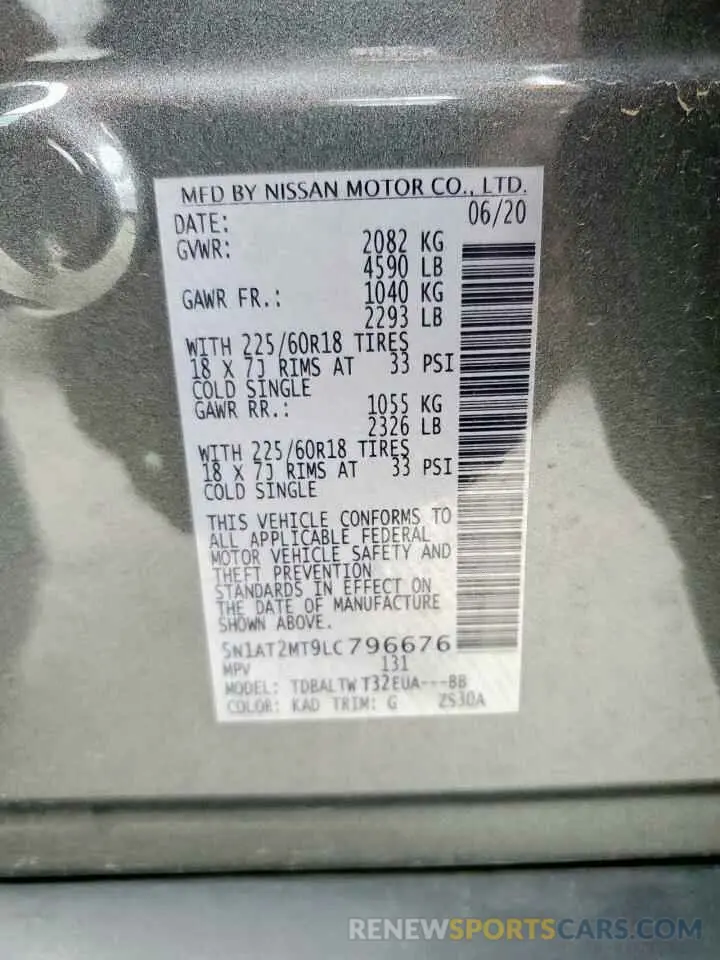 MFD BY NISSAN MOTOR CO., LTD.
DATE: 06/20
GVWR: 2082 KG
4590 LB
GAWR FR.: 1040 KG
2293 LB
WITH 225/60R18 TIRES
18 X 7J RIMS AT 33 PSI
COLD SINGLE
GAWR RR.: 1055 KG
2326 LB
WITH 225/60R18 TIRES
18 X 7J RIMS AT 33 PSI
COLD SINGLE
THIS VEHICLE CONFORMS TO
ALL APPLICABLE FEDERAL
MOTOR VEHICLE SAFETY AND
THEFT PREVENTION
STANDARDS IN EFFECT ON
THE DATE OF MANUFACTURE
SHOWN ABOVE.
5N1AT2MT9LC796676
MPV 131
MODEL: TDBALTW T32EUA---BB
COLOR: KAD TRIM: G ZS30A
RENEWSPORTSCARS.COM